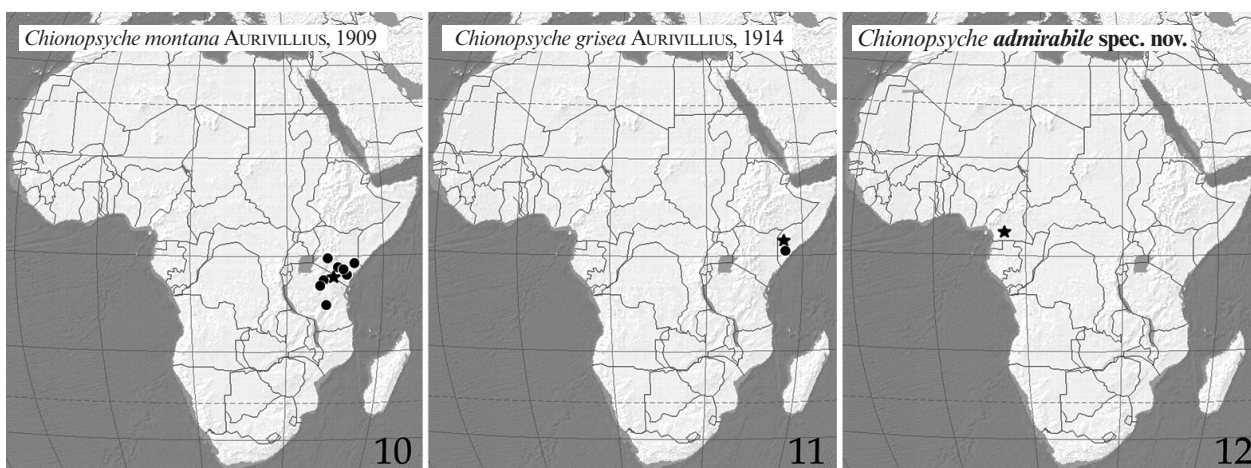 Chionopsyche montana AURIVILLIUS, 1909
10
Chionopsyche grisea AURIVILLIUS, 1914
11
Chionopsyche admirabile spec. nov.
12